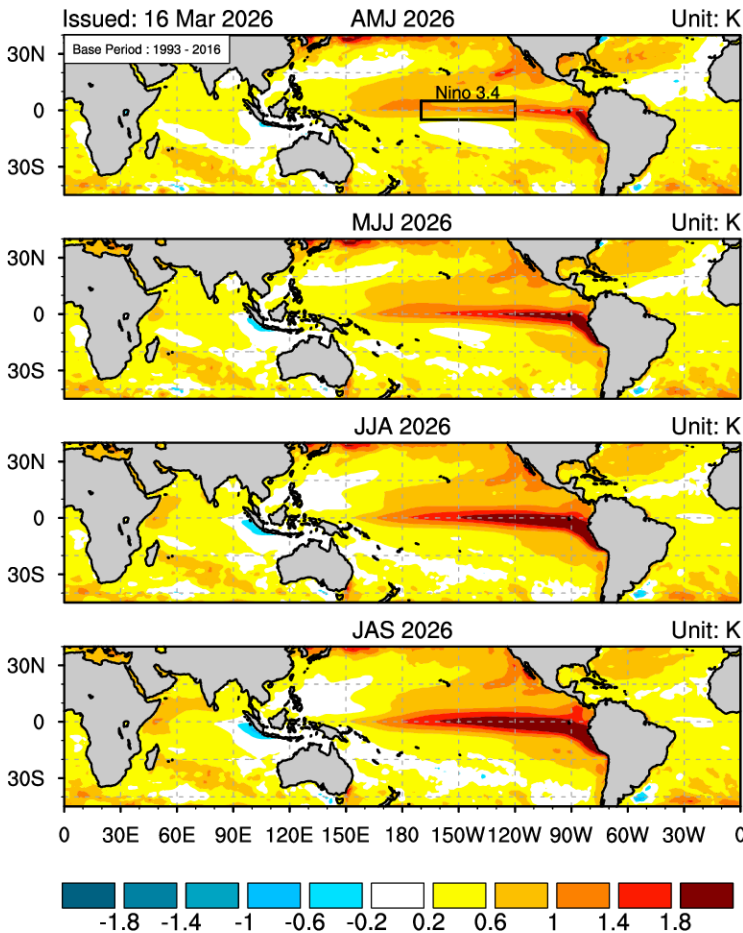 Issued: 16 Mar 2026 AMJ 2026 Unit: K
30N
Base Period : 1993 - 2016
Nino 3.4
0
30S
MJJ 2026 Unit: K
30N
0
30S
JJA 2026 Unit: K
30N
0
30S
JAS 2026 Unit: K
30N
0
30S
0 30E 60E 90E 120E 150E 180 150W 120W 90W 60W 30W 0
-1.8 -1.4 -1 -0.6 -0.2 0.2 0.6 1 1.4 1.8